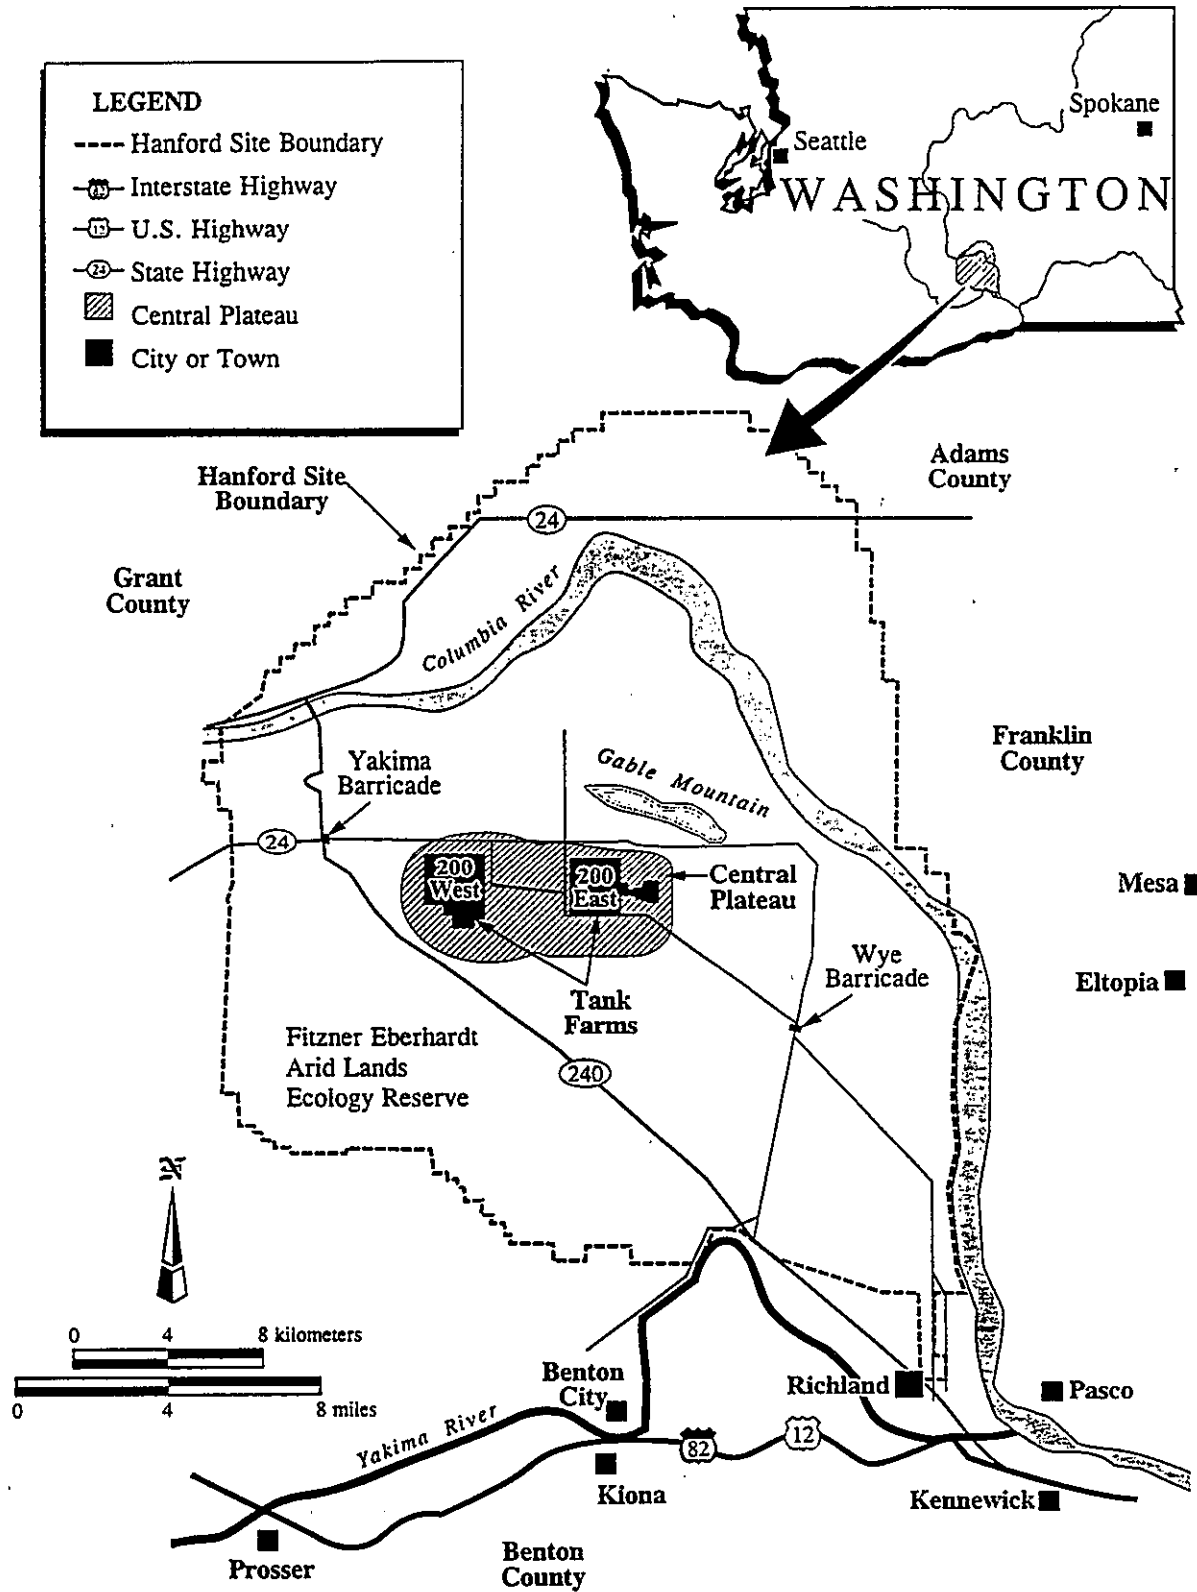 LEGEND
Hanford Site Boundary
82
Interstate Highway
12
U.S. Highway
24
State Highway
Central Plateau
City or Town
Spokane
Seattle
WASHINGTON
Adams
County
Hanford Site
Boundary
24
Grant
County
Columbia River
Franklin
County
Yakima
Barricade
Gable Mountain
24
200
West
200
East
Central
Plateau
Mesa
Wye
Barricade
Eltopia
Tank
Farms
Fitzner Eberhardt
Arid Lands
Ecology Reserve
240
N
0 4 8 kilometers
0 4 8 miles
Benton
City
Richland
Pasco
Yakima River
82
12
Kiona
Kennewick
Prosser
Benton
County